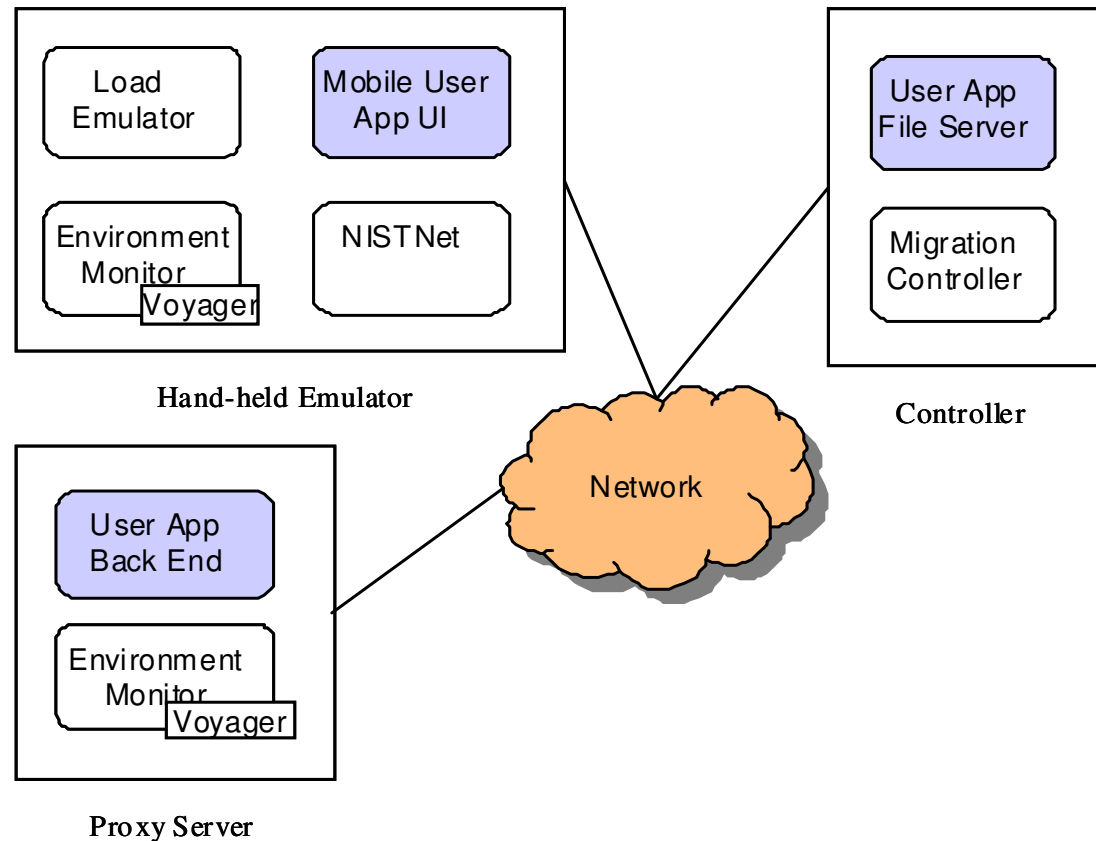 Load
Emulator
Mobile User
App UI
Environment
Monitor
Voyager
NISTNet
Hand-held Emulator
User App
File Server
Migration
Controller
Controller
Network
User App
Back End
Environment
Monitor
Voyager
Proxy Server